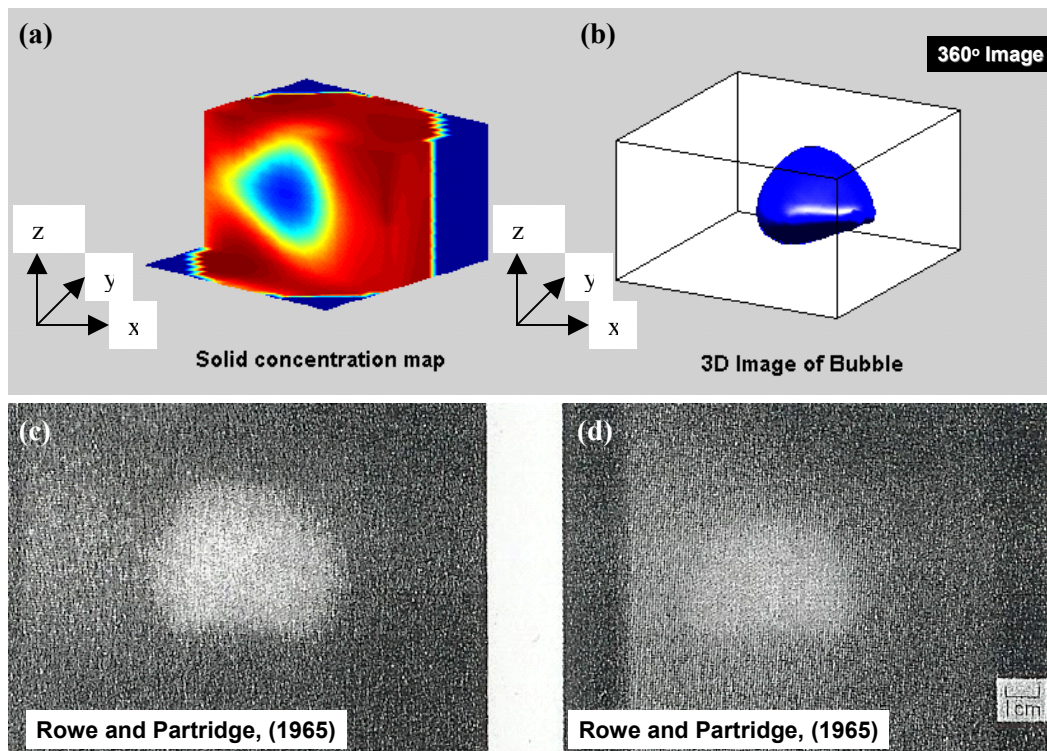 (a)
(b)
360° Image
z
y
x
z
y
x
Solid concentration map
3D Image of Bubble
(c)
(d)
1 cm
Rowe and Partridge, (1965)
Rowe and Partridge, (1965)